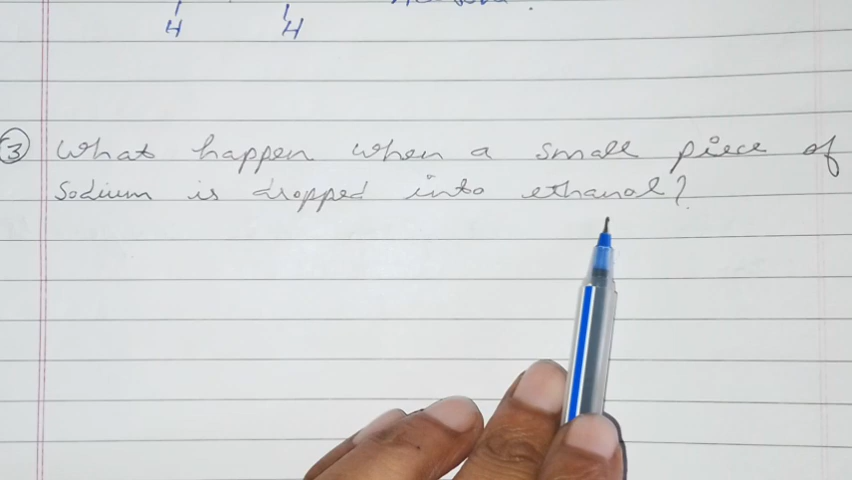 H H
③ What happen when a small piece of
Sodium is dropped into ethanol?